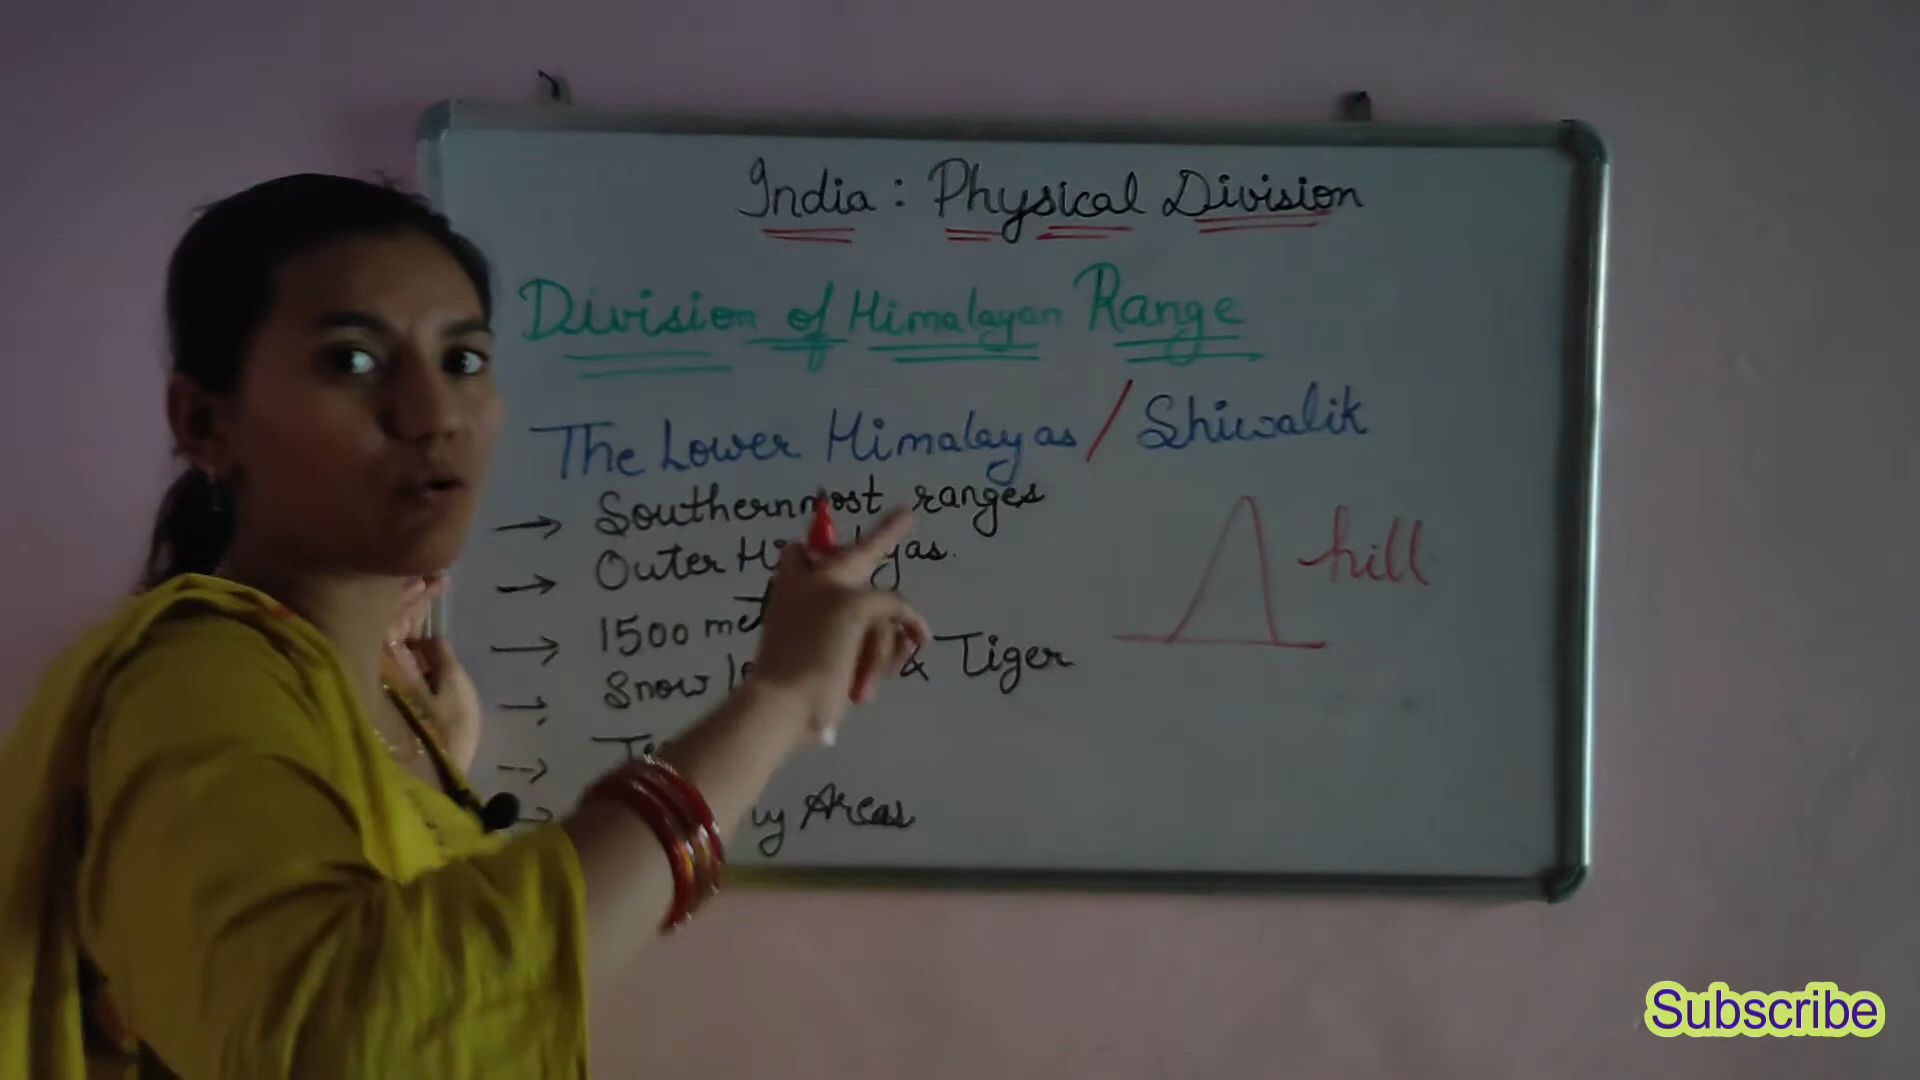 India : Physical Division
Division of Himalayan Range
The Lower Himalayas / Shiwalik
→ Southernmost ranges
→ Outer
→ 1500
→ Snow & Tiger
→
→ Areas
hill
Subscribe